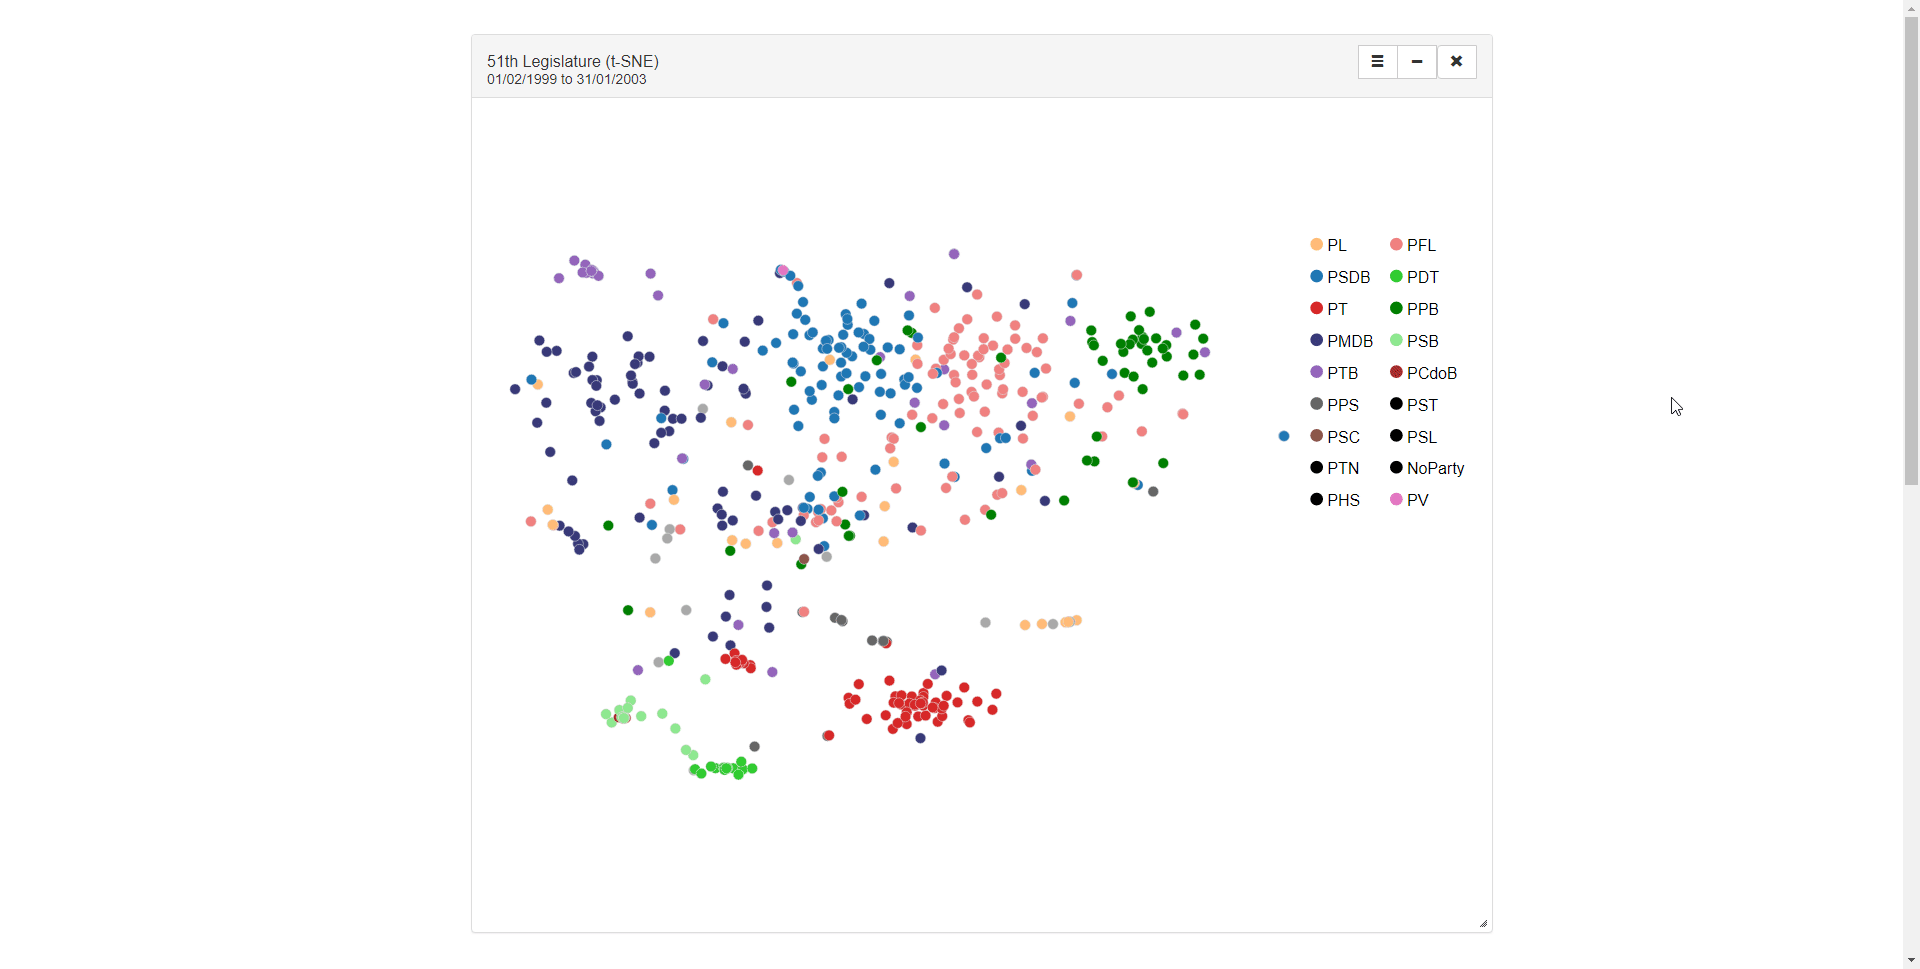 51th Legislature (t-SNE)
01/02/1999 to 31/01/2003
PL PFL
PSDB PDT
PT PPB
PMDB PSB
PTB PCdoB
PPS PST
PSC PSL
PTN NoParty
PHS PV